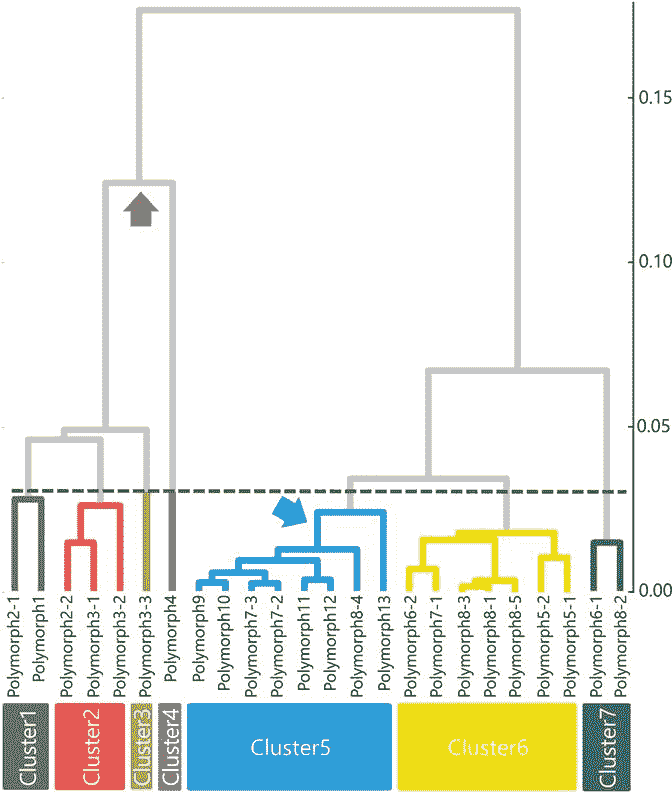 0.15
0.10
0.05
0.00
Polymorph2-1
Polymorph1
Polymorph2-2
Polymorph3-1
Polymorph3-2
Polymorph3-3
Polymorph4
Polymorph9
Polymorph10
Polymorph7-3
Polymorph7-2
Polymorph11
Polymorph12
Polymorph8-4
Polymorph13
Polymorph6-2
Polymorph7-1
Polymorph8-3
Polymorph8-1
Polymorph8-5
Polymorph5-2
Polymorph5-1
Polymorph6-1
Polymorph8-2
Cluster1
Cluster2
Cluster3
Cluster4
Cluster5
Cluster6
Cluster7